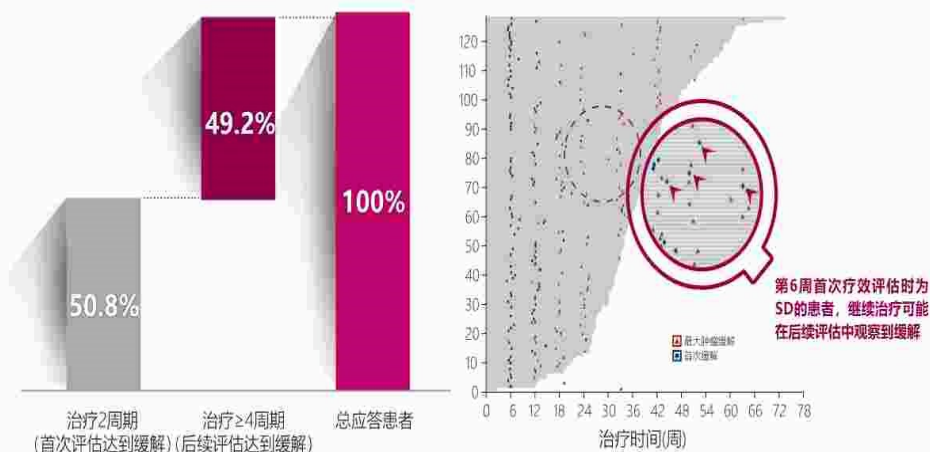 50.8%
49.2%
100%
治疗2周期
(首次评估达到缓解)
治疗≥4周期
(后续评估达到缓解)
总应答患者
120
110
100
90
80
70
60
50
40
30
20
10
0
0 6 12 18 24 30 36 42 48 54 60 66 72 78
治疗时间(周)
最大肿瘤缓解
首次缓解
第6周首次疗效评估时为
SD的患者，继续治疗可能
在后续评估中观察到缓解